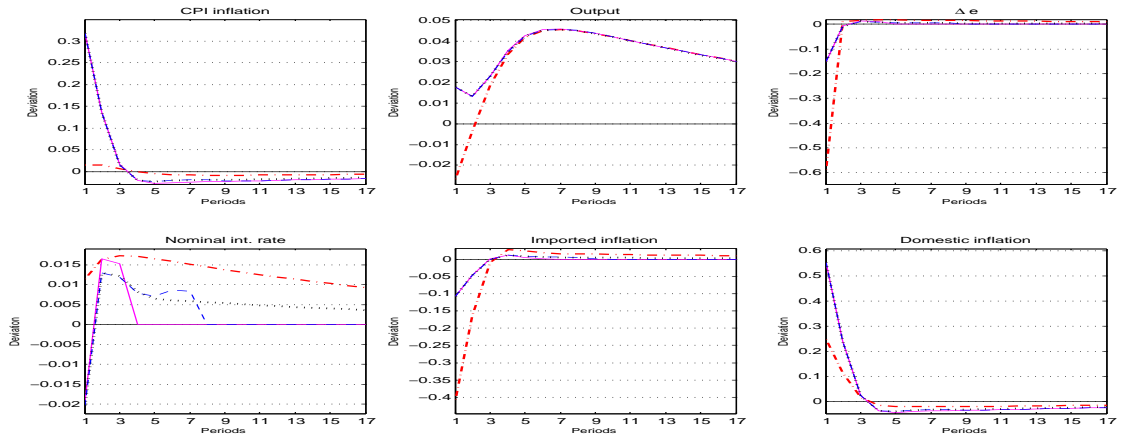 CPI inflation
0.3
0.25
0.2
0.15
0.1
0.05
0
Deviation
1 3 5 7 9 11 13 15 17
Periods
Output
0.05
0.04
0.03
0.02
0.01
0
−0.01
−0.02
Deviation
1 3 5 7 9 11 13 15 17
Periods
Δ e
0
−0.1
−0.2
−0.3
−0.4
−0.5
−0.6
Deviation
1 3 5 7 9 11 13 15 17
Periods
Nominal int. rate
0.015
0.01
0.005
0
−0.005
−0.01
−0.015
−0.02
Deviation
1 3 5 7 9 11 13 15 17
Periods
Imported inflation
0
−0.05
−0.1
−0.15
−0.2
−0.25
−0.3
−0.35
−0.4
Deviation
1 3 5 7 9 11 13 15 17
Periods
Domestic inflation
0.6
0.5
0.4
0.3
0.2
0.1
0
Deviation
1 3 5 7 9 11 13 15 17
Periods